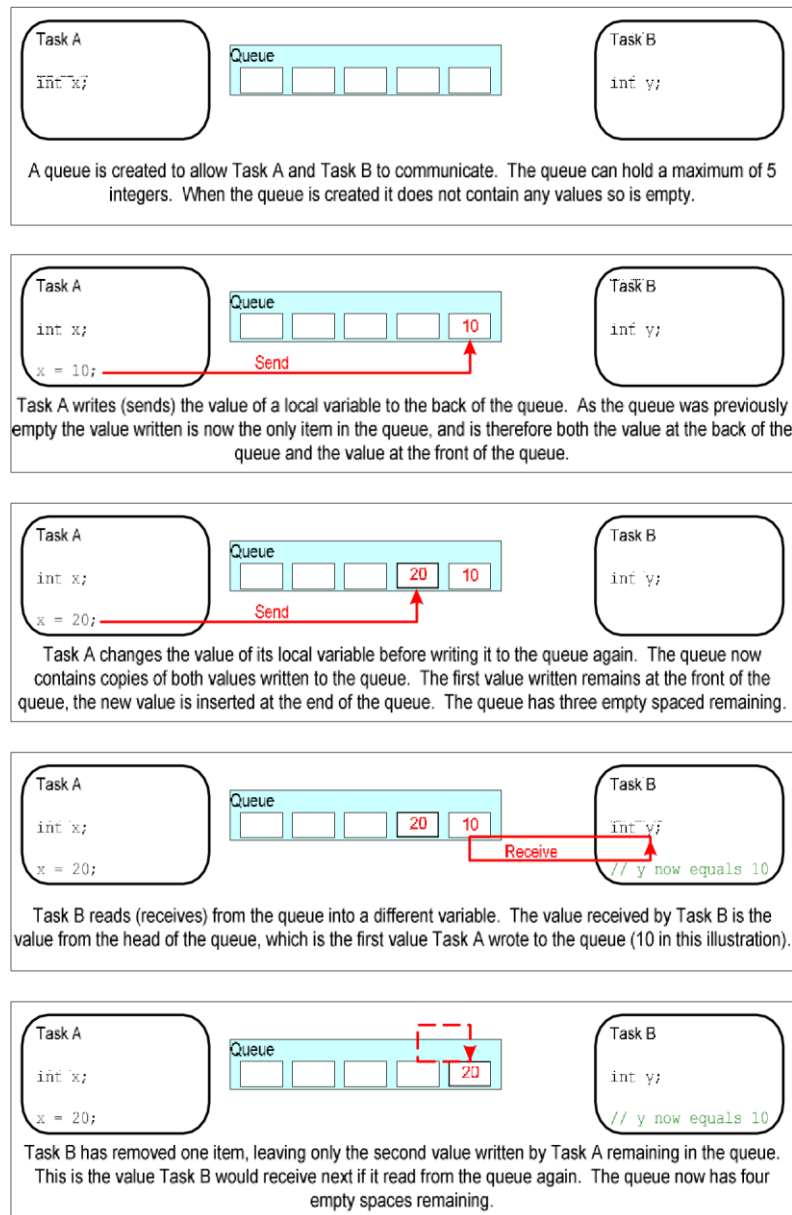 Task A
Task B
Queue
int x;
int y;
A queue is created to allow Task A and Task B to communicate. The queue can hold a maximum of 5
integers. When the queue is created it does not contain any values so is empty.
Task A
Task B
Queue
int x;
10
int y;
x = 10;
Send
Task A writes (sends) the value of a local variable to the back of the queue. As the queue was previously
empty the value written is now the only item in the queue, and is therefore both the value at the back of the
queue and the value at the front of the queue.
Task A
Task B
Queue
int x;
20 10
int y;
x = 20;
Send
Task A changes the value of its local variable before writing it to the queue again. The queue now
contains copies of both values written to the queue. The first value written remains at the front of the
queue, the new value is inserted at the end of the queue. The queue has three empty spaced remaining.
Task A
Task B
Queue
int x;
20 10
int y;
Receive
x = 20;
// y now equals 10
Task B reads (receives) from the queue into a different variable. The value received by Task B is the
value from the head of the queue, which is the first value Task A wrote to the queue (10 in this illustration).
Task A
Task B
Queue
int x;
20
int y;
x = 20;
// y now equals 10
Task B has removed one item, leaving only the second value written by Task A remaining in the queue.
This is the value Task B would receive next if it read from the queue again. The queue now has four
empty spaces remaining.